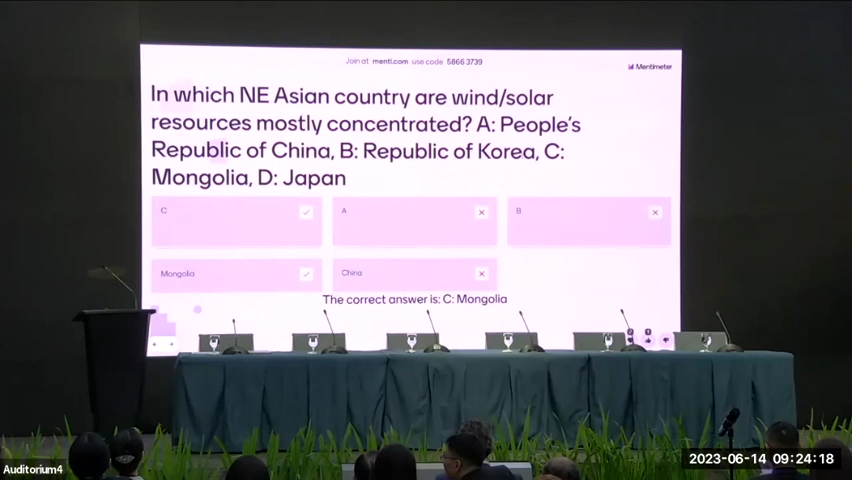 Join at menti.com use code 5866 3739
Mentimeter
In which NE Asian country are wind/solar
resources mostly concentrated? A: People's
Republic of China, B: Republic of Korea, C:
Mongolia, D: Japan
C
A
B
Mongolia
China
The correct answer is: C: Mongolia
Auditorium4
2023-06-14 09:24:18